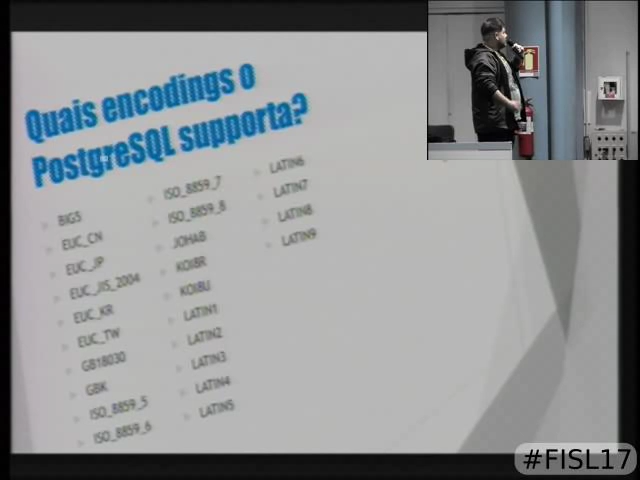 Quais encodings o
PostgreSQL supporta?
BIG5
EUC_CN
EUC_JP
EUC_JIS_2004
EUC_KR
EUC_TW
GB18030
GBK
ISO_8859_5
ISO_8859_6
ISO_8859_7
ISO_8859_8
JOHAB
KOI8R
KOI8U
LATIN1
LATIN2
LATIN3
LATIN4
LATIN5
LATIN6
LATIN7
LATIN8
LATIN9
#FISL17